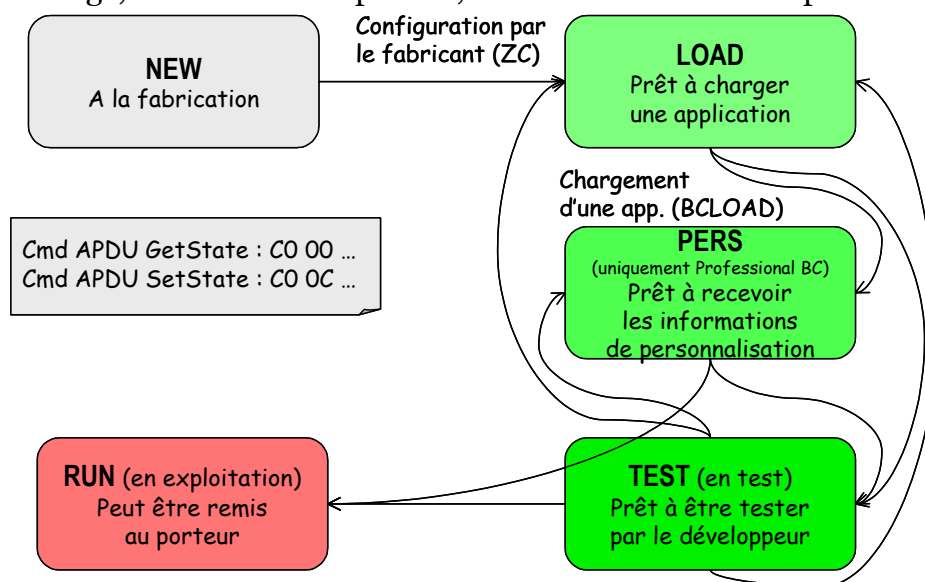 Configuration par
le fabricant (ZC)
NEW
A la fabrication
LOAD
Prêt à charger
une application
Chargement
d'une app. (BCLOAD)
Cmd APDU GetState : C0 00 ...
Cmd APDU SetState : C0 0C ...
PERS
(uniquement Professional BC)
Prêt à recevoir
les informations
de personnalisation
RUN (en exploitation)
Peut être remis
au porteur
TEST (en test)
Prêt à être tester
par le développeur